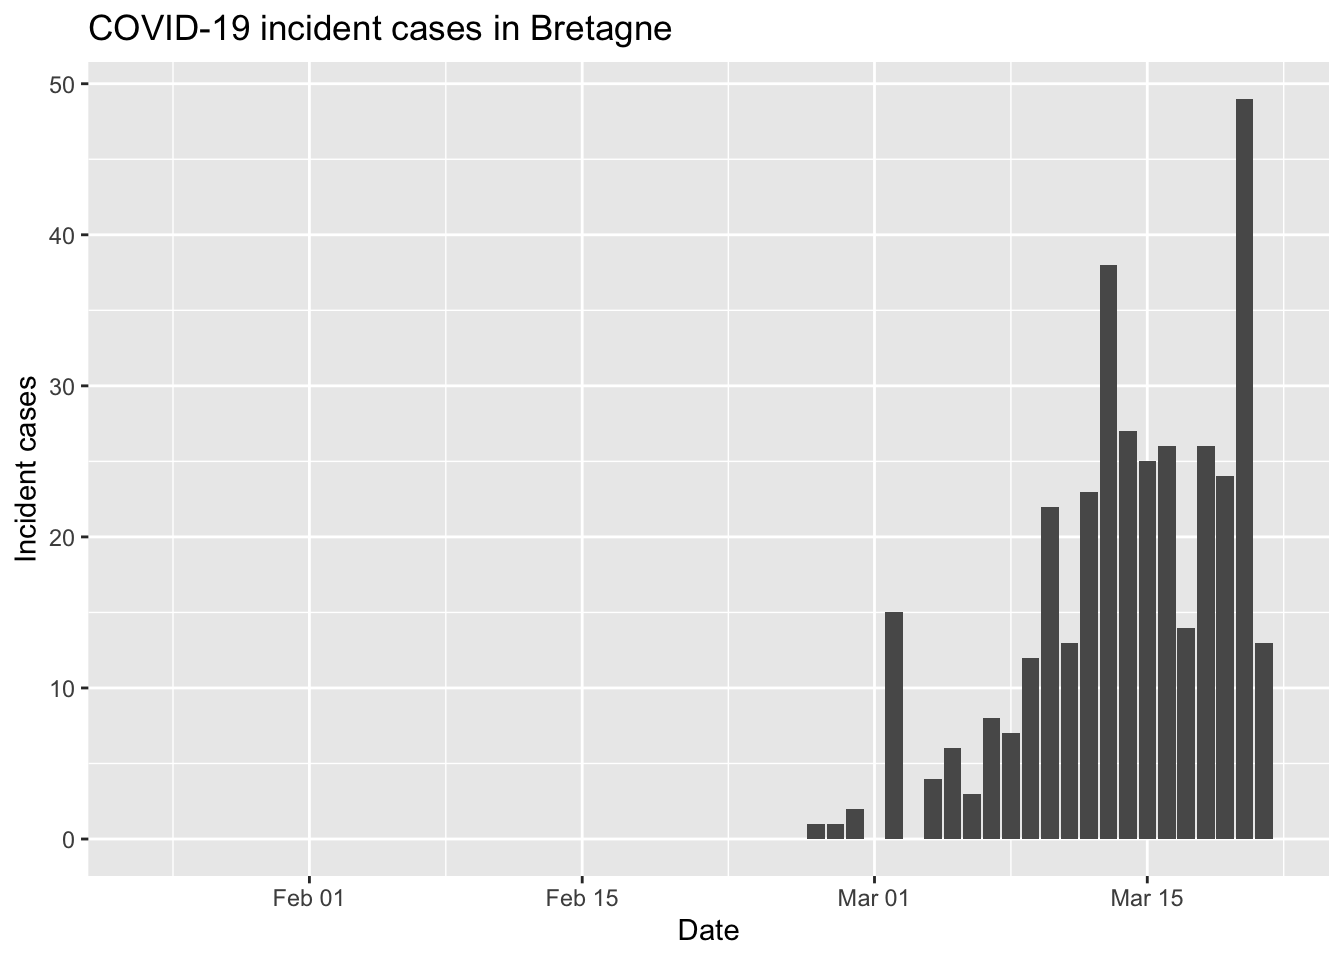 COVID-19 incident cases in Bretagne
50
40
30
20
10
0
Incident cases
Feb 01
Feb 15
Mar 01
Mar 15
Date